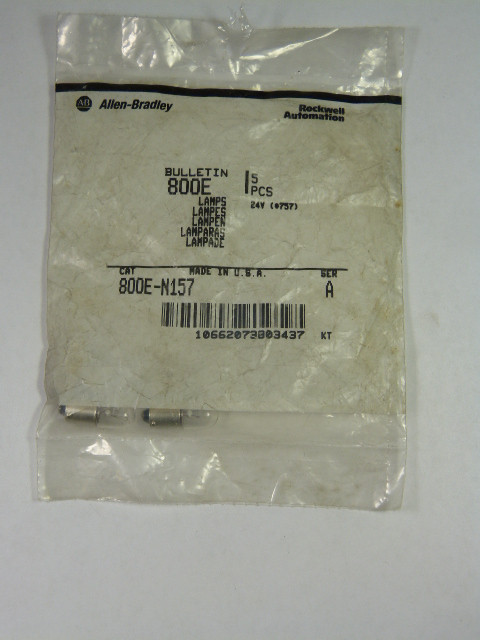 AB Allen-Bradley
Rockwell
Automation
BULLETIN
800E
5
PCS
LAMPS
24V (#757)
LAMPES
LAMPEN
LAMPARAS
LAMPADE
CAT MADE IN U.S.A. SER
800E-N157 A
10662073803437 KT